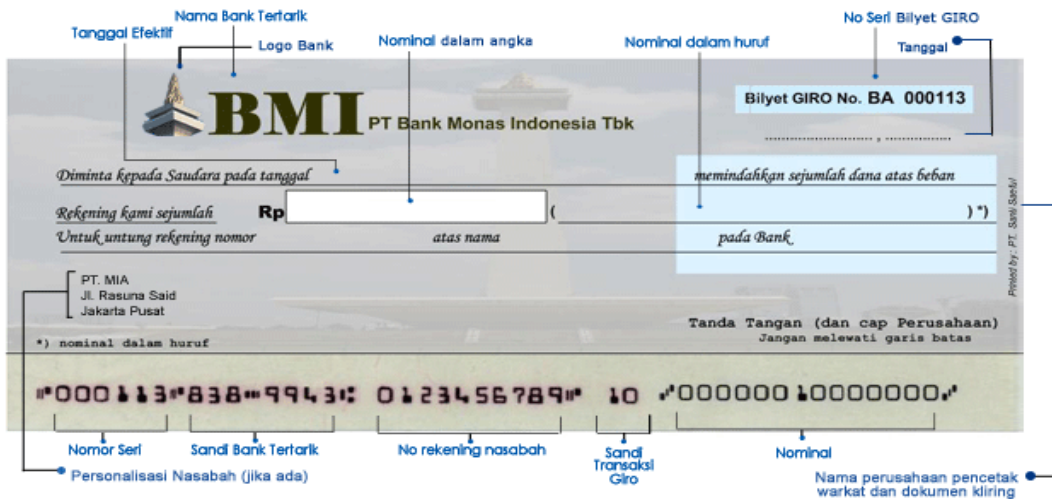 Nama Bank Tertarik
No Seri Bilyet GIRO
Tanggal Efektif
Logo Bank
Nominal dalam angka
Nominal dalam huruf
Tanggal
BMI PT Bank Monas Indonesia Tbk
Bilyet GIRO No. BA 000113
.............................. , ..................
Diminta kepada Saudara pada tanggal memindahkan sejumlah dana atas beban
Rekening kami sejumlah Rp ( ) *)
Untuk untung rekening nomor atas nama pada Bank
Printed by : PT. Santi Saeful
PT. MIA
Jl. Rasuna Said
Jakarta Pusat
Tanda Tangan (dan cap Perusahaan)
Jangan melewati garis batas
*) nominal dalam huruf
⑈000113⑈838⑉9943⑆ 0123456789⑈ 10 ⑇00000010000000⑇
Nomor Seri
Sandi Bank Tertarik
No rekening nasabah
Sandi
Transaksi
Giro
Nominal
Personalisasi Nasabah (jika ada)
Nama perusahaan pencetak
warkat dan dokumen kliring